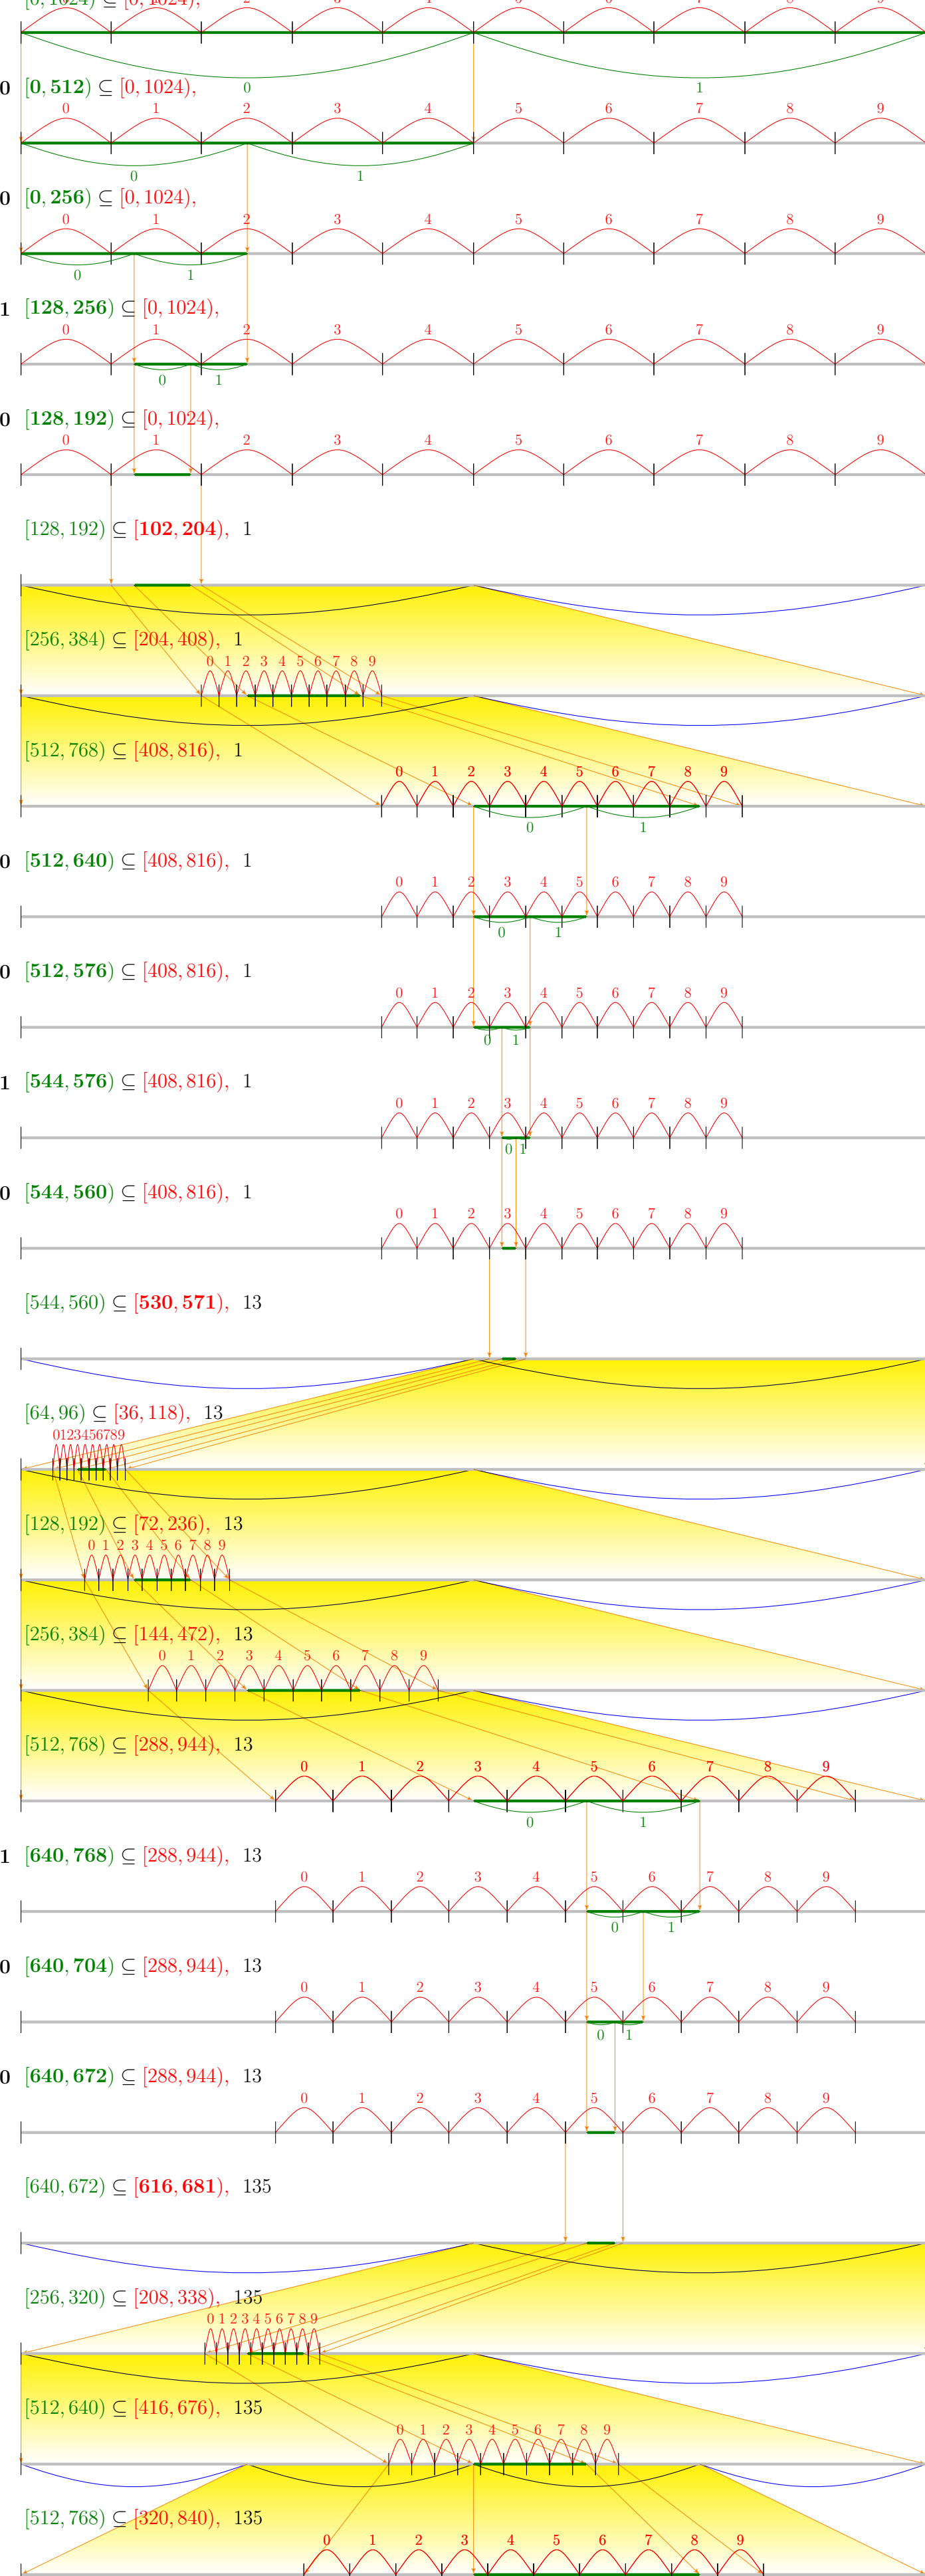 [0, 1024) ⊆ [0, 1024),
0 1
0 [0, 512) ⊆ [0, 1024),
0 1 2 3 4 5 6 7 8 9
0 1
0 [0, 256) ⊆ [0, 1024),
0 1 2 3 4 5 6 7 8 9
0 1
1 [128, 256) ⊆ [0, 1024),
0 1 2 3 4 5 6 7 8 9
0 1
0 [128, 192) ⊆ [0, 1024),
0 1 2 3 4 5 6 7 8 9
[128, 192) ⊆ [102, 204), 1
[256, 384) ⊆ [204, 408), 1
0 1 2 3 4 5 6 7 8 9
[512, 768) ⊆ [408, 816), 1
0 1 2 3 4 5 6 7 8 9
0 1
0 [512, 640) ⊆ [408, 816), 1
0 1 2 3 4 5 6 7 8 9
0 1
0 [512, 576) ⊆ [408, 816), 1
0 1 2 3 4 5 6 7 8 9
0 1
1 [544, 576) ⊆ [408, 816), 1
0 1 2 3 4 5 6 7 8 9
0 1
0 [544, 560) ⊆ [408, 816), 1
0 1 2 3 4 5 6 7 8 9
[544, 560) ⊆ [530, 571), 13
[64, 96) ⊆ [36, 118), 13
0123456789
[128, 192) ⊆ [72, 236), 13
0 1 2 3 4 5 6 7 8 9
[256, 384) ⊆ [144, 472), 13
0 1 2 3 4 5 6 7 8 9
[512, 768) ⊆ [288, 944), 13
0 1 2 3 4 5 6 7 8 9
0 1
1 [640, 768) ⊆ [288, 944), 13
0 1 2 3 4 5 6 7 8 9
0 1
0 [640, 704) ⊆ [288, 944), 13
0 1 2 3 4 5 6 7 8 9
0 1
0 [640, 672) ⊆ [288, 944), 13
0 1 2 3 4 5 6 7 8 9
[640, 672) ⊆ [616, 681), 135
[256, 320) ⊆ [208, 338), 135
0 1 2 3 4 5 6 7 8 9
[512, 640) ⊆ [416, 676), 135
0 1 2 3 4 5 6 7 8 9
[512, 768) ⊆ [320, 840), 135
0 1 2 3 4 5 6 7 8 9